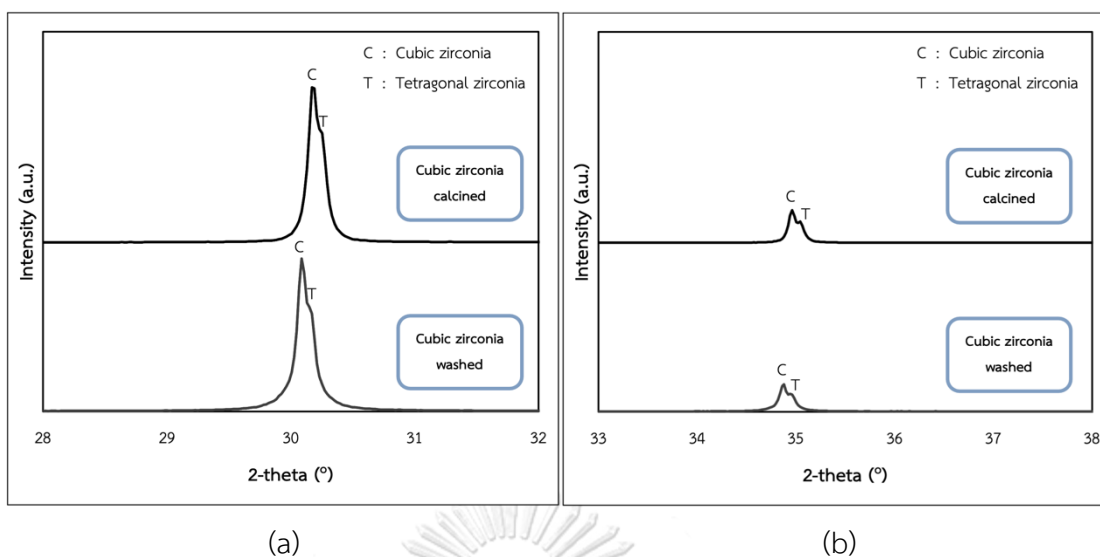 C : Cubic zirconia
T : Tetragonal zirconia
C
T
Cubic zirconia
calcined
C
T
Cubic zirconia
washed
Intensity (a.u.)
28 29 30 31 32
2-theta (°)
(a)
C : Cubic zirconia
T : Tetragonal zirconia
C
T
Cubic zirconia
calcined
C
T
Cubic zirconia
washed
Intensity (a.u.)
33 34 35 36 37 38
2-theta (°)
(b)